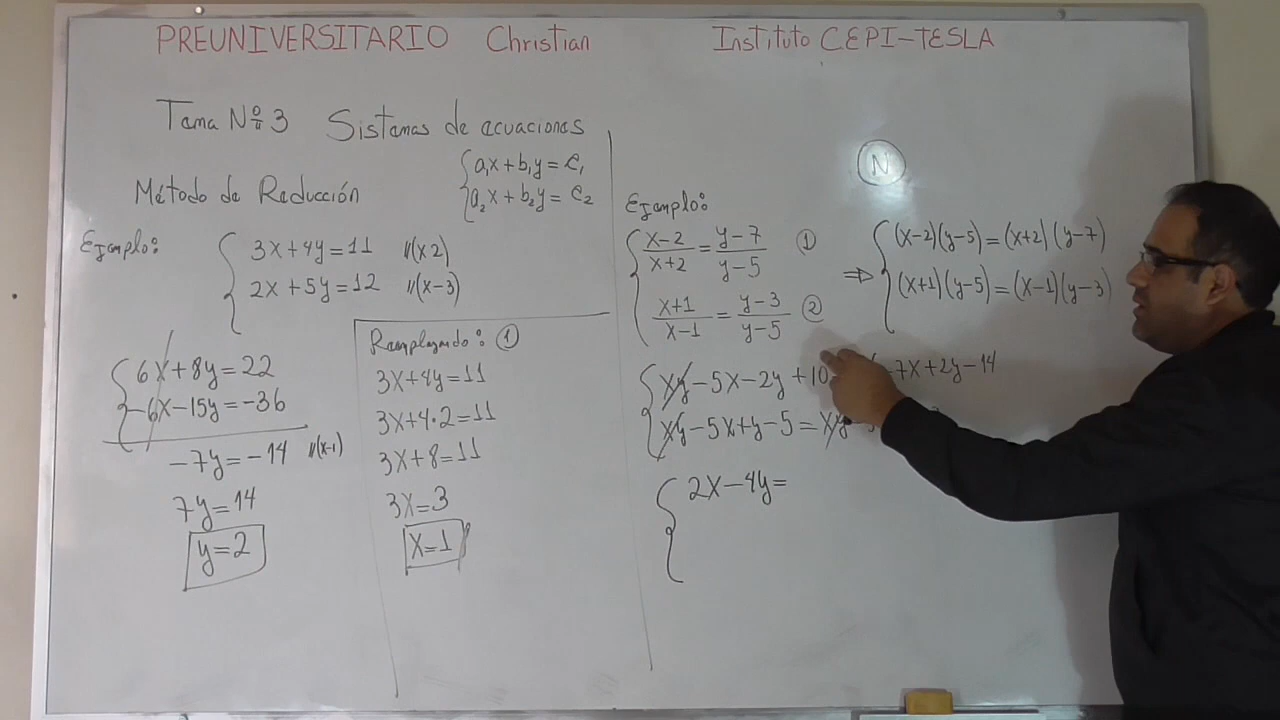 PREUNIVERSITARIO Christian Instituto CEPI-TESLA
Tema Nº 3 Sistemas de ecuaciones
a₁x + b₁y = c₁
a₂x + b₂y = c₂
Método de Reducción
Ejemplo:
3x+4y=11 //(x2)
2x+5y=12 //(x-3)
6x+8y=22
-6x-15y=-36
-7y=-14 //(x-1)
7y=14
y=2
Remplazando: ①
3x+4y=11
3x+4·2=11
3x+8=11
3x=3
x=1
N
Ejemplo:
(x-2)/(x+2) = (y-7)/(y-5) ①
(x+1)/(x-1) = (y-3)/(y-5) ②
⇒ (x-2)(y-5)=(x+2)(y-7)
(x+1)(y-5)=(x-1)(y-3)
xy-5x-2y+10 -7x+2y-14
xy-5x+y-5=xy
2x-4y=